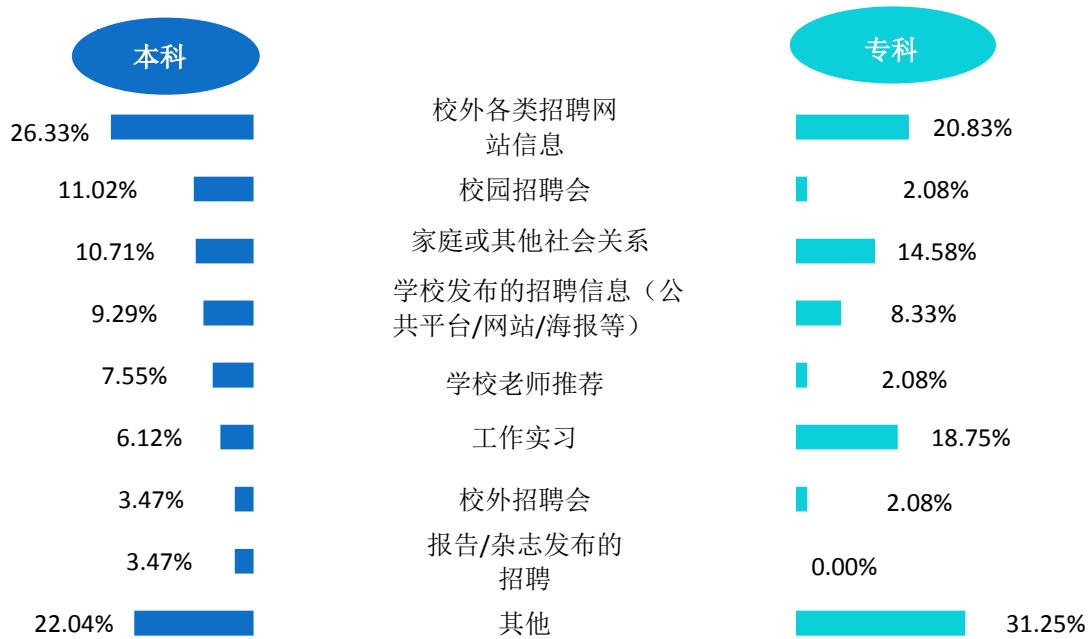 本科
专科
26.33%
校外各类招聘网
站信息
20.83%
11.02%
校园招聘会
2.08%
10.71%
家庭或其他社会关系
14.58%
9.29%
学校发布的招聘信息（公
共平台/网站/海报等）
8.33%
7.55%
学校老师推荐
2.08%
6.12%
工作实习
18.75%
3.47%
校外招聘会
2.08%
3.47%
报告/杂志发布的
招聘
0.00%
22.04%
其他
31.25%